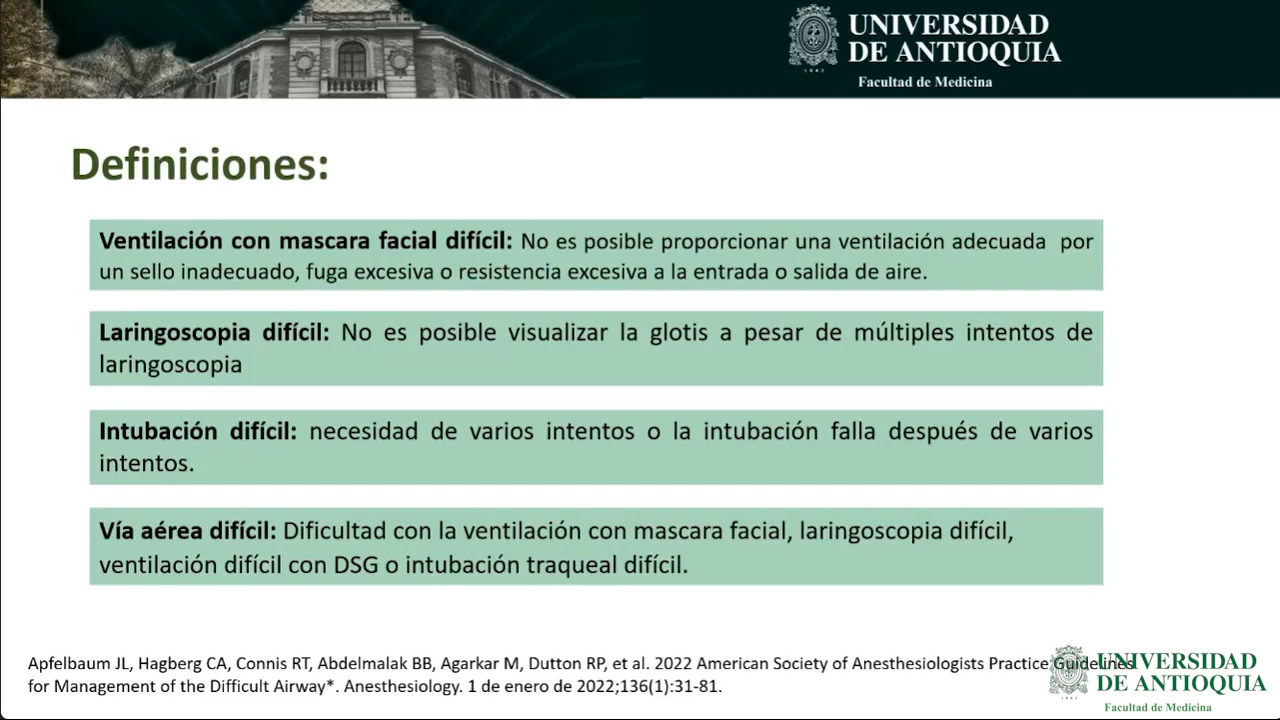 UNIVERSIDAD
DE ANTIOQUIA
1803
Facultad de Medicina
Definiciones:
Ventilación con mascara facial difícil: No es posible proporcionar una ventilación adecuada por
un sello inadecuado, fuga excesiva o resistencia excesiva a la entrada o salida de aire.
Laringoscopia difícil: No es posible visualizar la glotis a pesar de múltiples intentos de
laringoscopia
Intubación difícil: necesidad de varios intentos o la intubación falla después de varios
intentos.
Vía aérea difícil: Dificultad con la ventilación con mascara facial, laringoscopia difícil,
ventilación difícil con DSG o intubación traqueal difícil.
Apfelbaum JL, Hagberg CA, Connis RT, Abdelmalak BB, Agarkar M, Dutton RP, et al. 2022 American Society of Anesthesiologists Practice Guidelines
for Management of the Difficult Airway*. Anesthesiology. 1 de enero de 2022;136(1):31-81.
UNIVERSIDAD
DE ANTIOQUIA
Facultad de Medicina